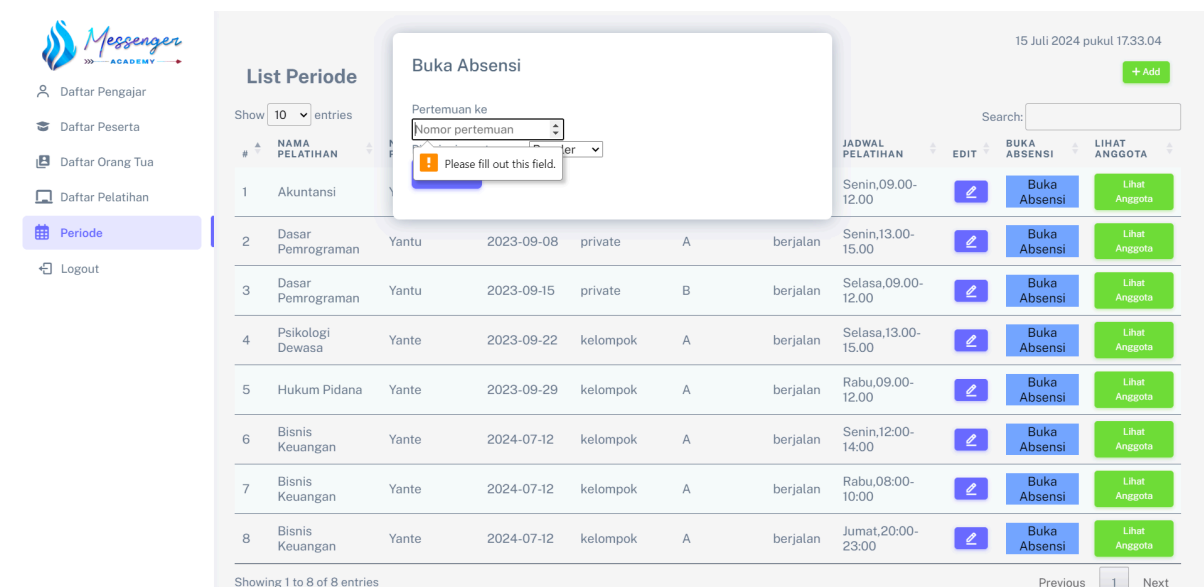 Messenger
ACADEMY
Daftar Pengajar
Daftar Peserta
Daftar Orang Tua
Daftar Pelatihan
Periode
Logout
15 Juli 2024 pukul 17.33.04
List Periode
+ Add
Show 10 entries
Search:
Buka Absensi
Pertemuan ke
Nomor pertemuan
Please fill out this field.
# NAMA PELATIHAN JADWAL PELATIHAN EDIT BUKA ABSENSI LIHAT ANGGOTA
1 Akuntansi Senin,09.00-12.00 Buka Absensi Lihat Anggota
2 Dasar Pemrograman Yantu 2023-09-08 private A berjalan Senin,13.00-15.00 Buka Absensi Lihat Anggota
3 Dasar Pemrograman Yantu 2023-09-15 private B berjalan Selasa,09.00-12.00 Buka Absensi Lihat Anggota
4 Psikologi Dewasa Yante 2023-09-22 kelompok A berjalan Selasa,13.00-15.00 Buka Absensi Lihat Anggota
5 Hukum Pidana Yante 2023-09-29 kelompok A berjalan Rabu,09.00-12.00 Buka Absensi Lihat Anggota
6 Bisnis Keuangan Yante 2024-07-12 kelompok A berjalan Senin,12:00-14:00 Buka Absensi Lihat Anggota
7 Bisnis Keuangan Yante 2024-07-12 kelompok A berjalan Rabu,08:00-10:00 Buka Absensi Lihat Anggota
8 Bisnis Keuangan Yante 2024-07-12 kelompok A berjalan Jumat,20:00-23:00 Buka Absensi Lihat Anggota
Showing 1 to 8 of 8 entries
Previous 1 Next